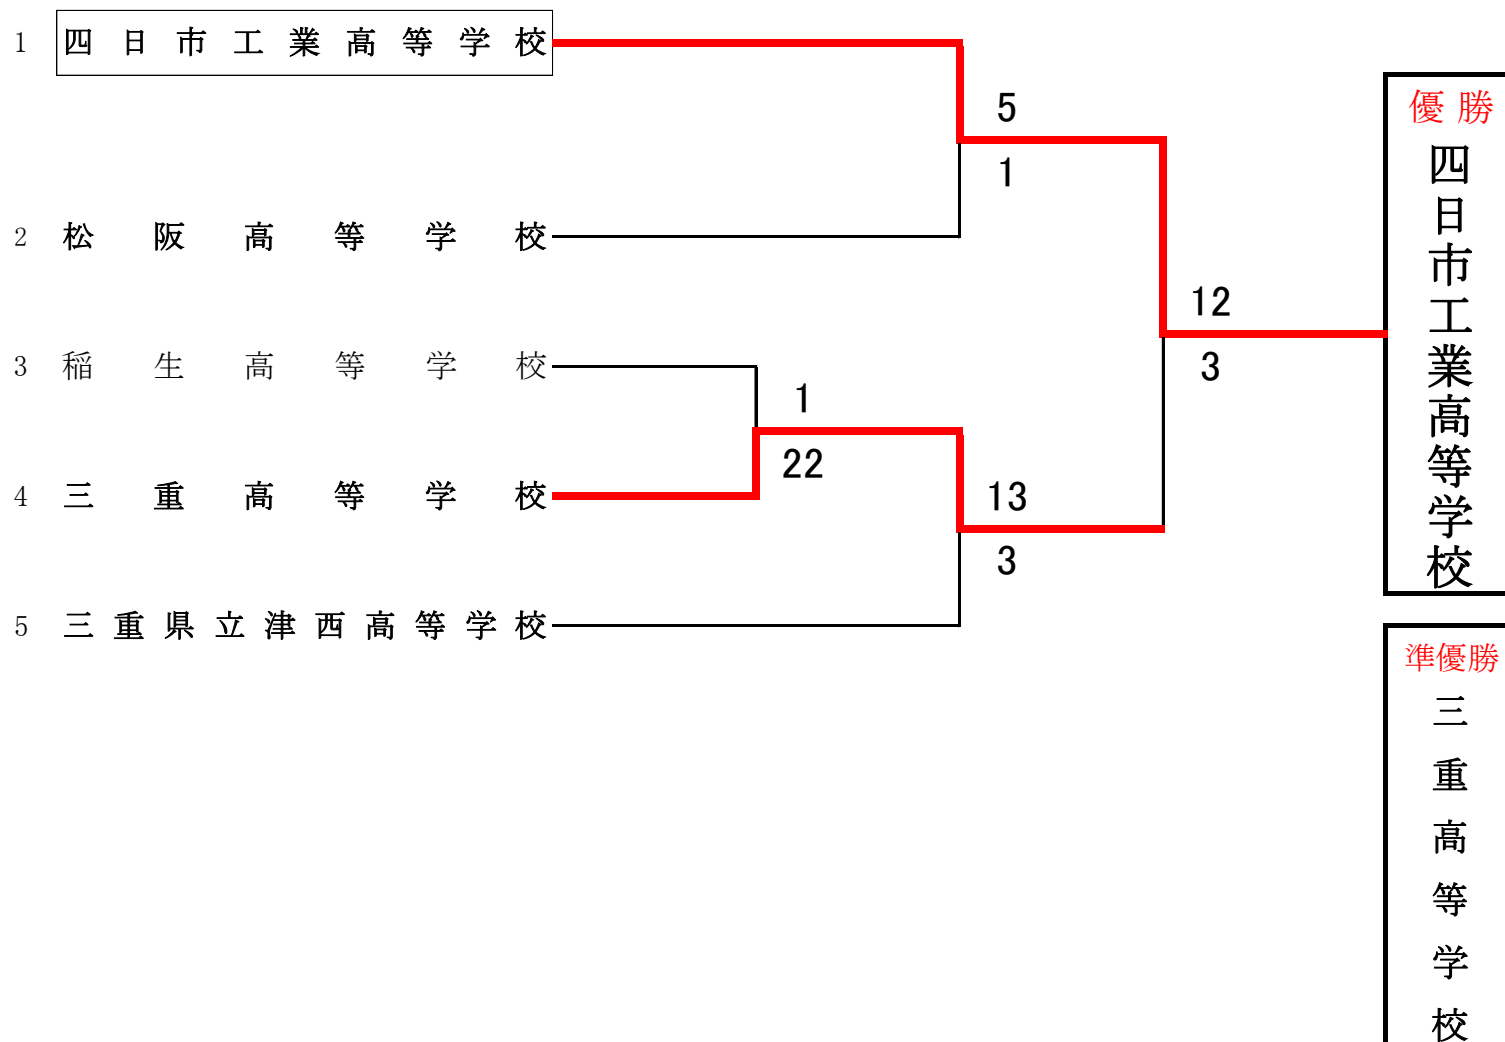 1 四日市工業高等学校
5
1
2 松阪高等学校
12
3
3 稲生高等学校
1
22
4 三重高等学校
13
3
5 三重県立津西高等学校
優勝
四日市工業高等学校
準優勝
三重高等学校